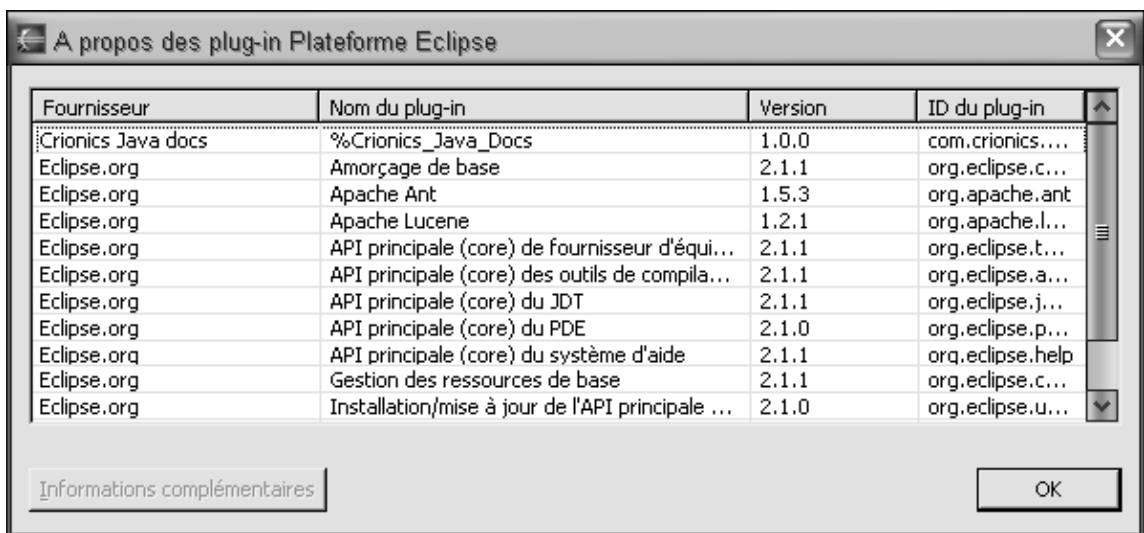 A propos des plug-in Plateforme Eclipse
Fournisseur Nom du plug-in Version ID du plug-in
Crionics Java docs %Crionics_Java_Docs 1.0.0 com.crionics....
Eclipse.org Amorçage de base 2.1.1 org.eclipse.c...
Eclipse.org Apache Ant 1.5.3 org.apache.ant
Eclipse.org Apache Lucene 1.2.1 org.apache.l...
Eclipse.org API principale (core) de fournisseur d'équi... 2.1.1 org.eclipse.t...
Eclipse.org API principale (core) des outils de compila... 2.1.1 org.eclipse.a...
Eclipse.org API principale (core) du JDT 2.1.1 org.eclipse.j...
Eclipse.org API principale (core) du PDE 2.1.0 org.eclipse.p...
Eclipse.org API principale (core) du système d'aide 2.1.1 org.eclipse.help
Eclipse.org Gestion des ressources de base 2.1.1 org.eclipse.c...
Eclipse.org Installation/mise à jour de l'API principale ... 2.1.0 org.eclipse.u...
Informations complémentaires OK